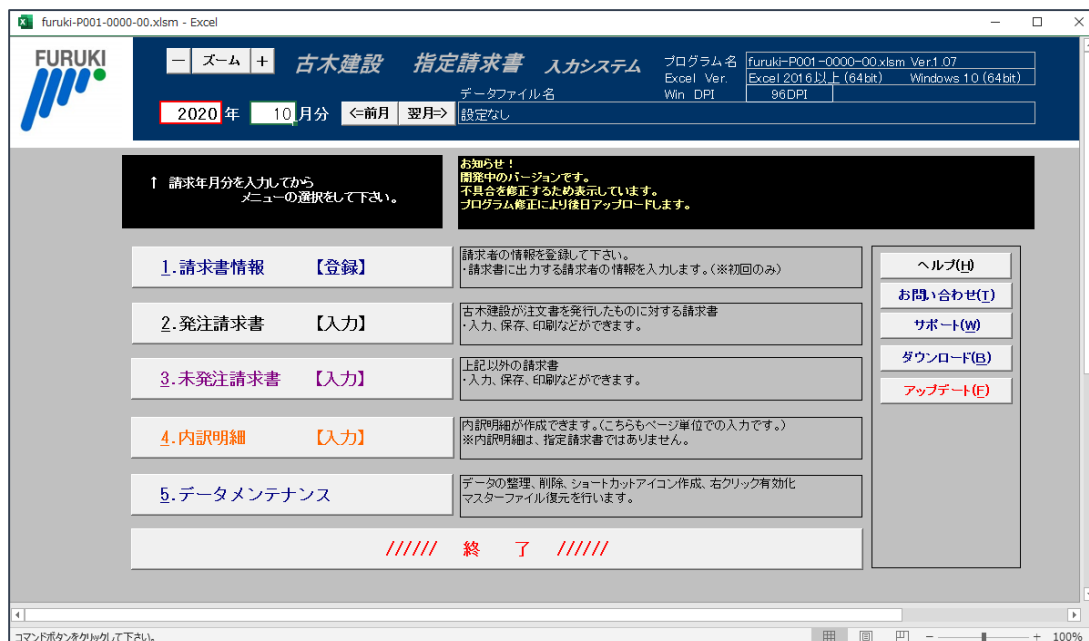 furuki-P001-0000-00.xlsm - Excel
FURUKI
－ ズーム ＋
古木建設 指定請求書 入力システム
プログラム名 furuki-P001-0000-00.xlsm Ver.1.07
Excel Ver. Excel 2016以上(64bit) Windows 10 (64bit)
データファイル名
Win DPI 96DPI
2020 年 10 月分 <=前月 翌月=> 設定なし
↑ 請求年月分を入力してから
メニューの選択をして下さい。
お知らせ！
開発中のバージョンです。
不具合を修正するため表示しています。
プログラム修正により後日アップロードします。
1.請求書情報 【登録】
請求者の情報を登録して下さい。
・請求書に出力する請求者の情報を入力します。(※初回のみ)
2.発注請求書 【入力】
古木建設が注文書を発行したものに対する請求書
・入力、保存、印刷などができます。
3.未発注請求書 【入力】
上記以外の請求書
・入力、保存、印刷などができます。
4.内訳明細 【入力】
内訳明細が作成できます。(こちらもページ単位での入力です。)
※内訳明細は、指定請求書ではありません。
5.データメンテナンス
データの整理、削除、ショートカットアイコン作成、右クリック有効化
マスターファイル復元を行います。
////// 終 了 //////
ヘルプ(H)
お問い合わせ(T)
サポート(W)
ダウンロード(B)
アップデート(F)
コマンドボタンをクリックして下さい。
100%